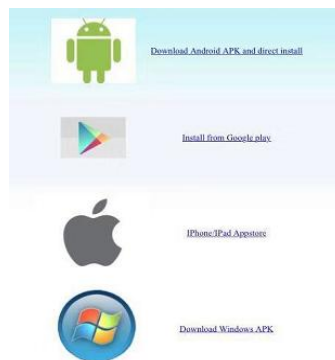 Download Android APK and direct install
Install from Google play
IPhone/IPad Appstore
Download Windows APK